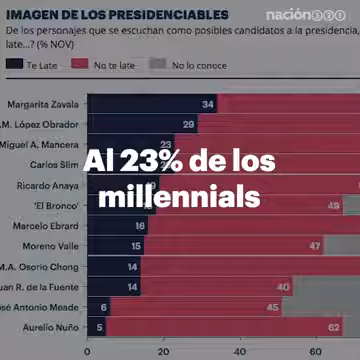 IMAGEN DE LOS PRESIDENCIABLES
nación321
De los personajes que se escuchan como posibles candidatos a la presidencia,
late...? (% NOV)
Te Late No te late No lo conoce
Margarita Zavala 34
.M. López Obrador 29
Miguel A. Mancera 23
Carlos Slim
Ricardo Anaya
'El Bronco' 49
Marcelo Ebrard 16
Moreno Valle 15 47
M.A. Osorio Chong 14
uan R. de la Fuente 14 40
osé Antonio Meade 6 45
Aurelio Nuño 5 62
0 20 40 60
Al 23% de los
millennials